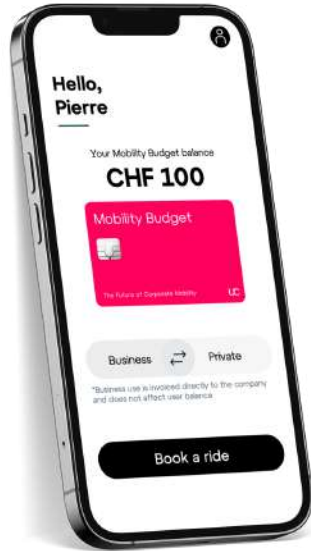 Hello,
Pierre
Your Mobility Budget balance
CHF 100
Mobility Budget
The Future of Corporate Mobility
UC
Business
Private
*Business use is invoiced directly to the company
and does not affect user balance
Book a ride